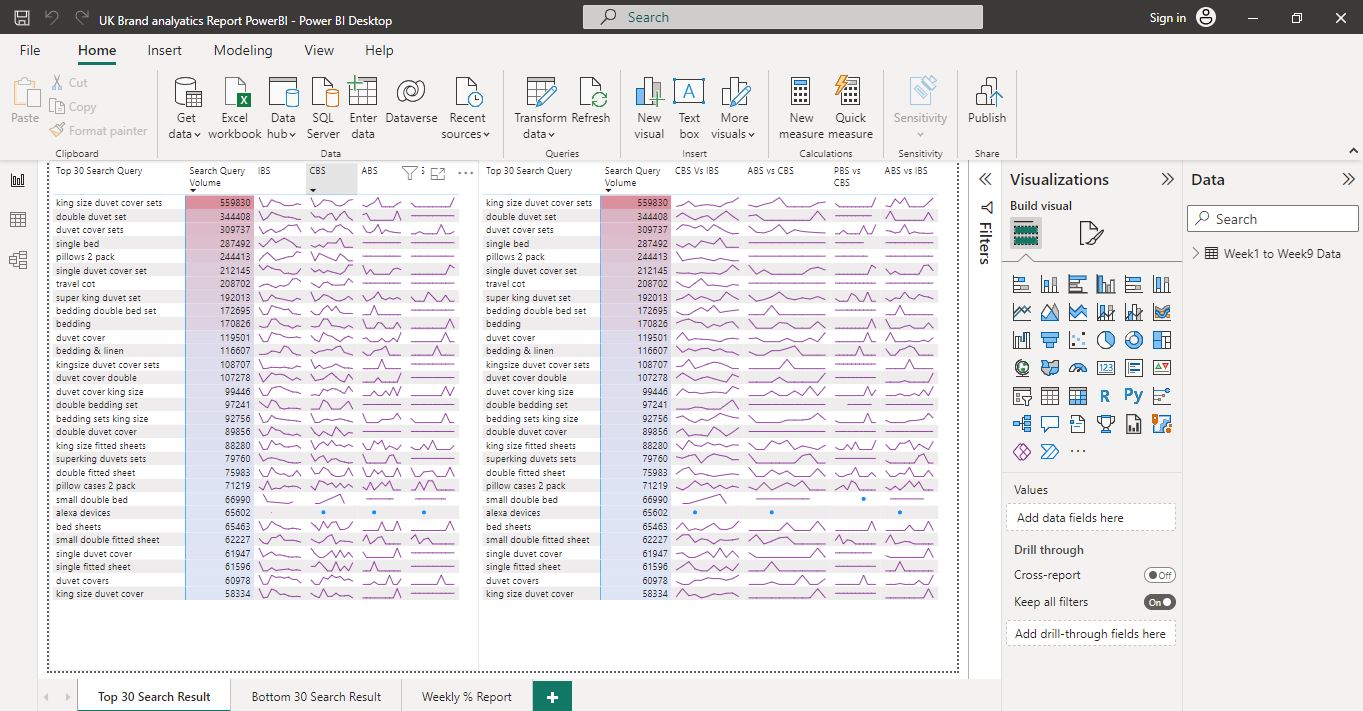 UK Brand analyatics Report PowerBI - Power BI Desktop
Search
Sign in
File Home Insert Modeling View Help
Paste
Cut
Copy
Format painter
Clipboard
Get data
Excel workbook
Data hub
SQL Server
Enter data
Dataverse
Recent sources
Data
Transform data
Refresh
Queries
New visual
Text box
More visuals
Insert
New measure
Quick measure
Calculations
Sensitivity
Sensitivity
Publish
Share
Top 30 Search Query Search Query Volume IBS CBS ABS
king size duvet cover sets 559830
double duvet set 344408
duvet cover sets 309737
single bed 287492
pillows 2 pack 244413
single duvet cover set 212145
travel cot 208702
super king duvet set 192013
bedding double bed set 172695
bedding 170826
duvet cover 119501
bedding & linen 116607
kingsize duvet cover sets 108707
duvet cover double 107278
duvet cover king size 99446
double bedding set 97241
bedding sets king size 92756
double duvet cover 89856
king size fitted sheets 88280
superking duvets sets 79760
double fitted sheet 75983
pillow cases 2 pack 71219
small double bed 66990
alexa devices 65602
bed sheets 65463
small double fitted sheet 62227
single duvet cover 61947
single fitted sheet 61596
duvet covers 60978
king size duvet cover 58334
Top 30 Search Query Search Query Volume CBS Vs IBS ABS vs CBS PBS vs CBS ABS vs IBS
king size duvet cover sets 559830
double duvet set 344408
duvet cover sets 309737
single bed 287492
pillows 2 pack 244413
single duvet cover set 212145
travel cot 208702
super king duvet set 192013
bedding double bed set 172695
bedding 170826
duvet cover 119501
bedding & linen 116607
kingsize duvet cover sets 108707
duvet cover double 107278
duvet cover king size 99446
double bedding set 97241
bedding sets king size 92756
double duvet cover 89856
king size fitted sheets 88280
superking duvets sets 79760
double fitted sheet 75983
pillow cases 2 pack 71219
small double bed 66990
alexa devices 65602
bed sheets 65463
small double fitted sheet 62227
single duvet cover 61947
single fitted sheet 61596
duvet covers 60978
king size duvet cover 58334
Filters
Visualizations
Build visual
123
R Py
Values
Add data fields here
Drill through
Cross-report Off
Keep all filters On
Add drill-through fields here
Data
Search
Week1 to Week9 Data
Top 30 Search Result Bottom 30 Search Result Weekly % Report